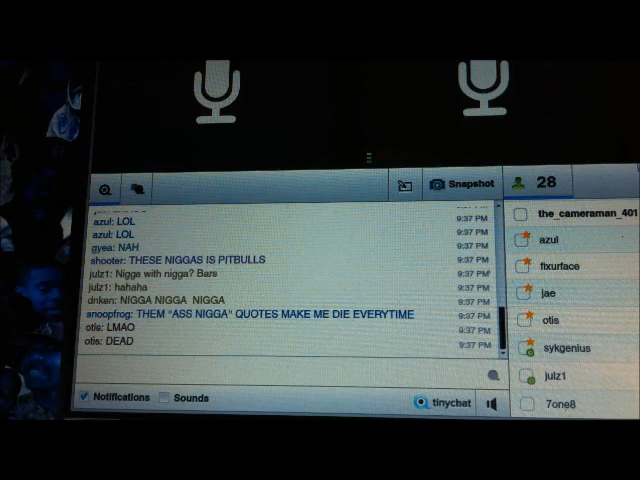 Snapshot
28
azul: LOL 9:37 PM
azul: LOL 9:37 PM
gyea: NAH 9:37 PM
shooter: THESE NIGGAS IS PITBULLS 9:37 PM
julz1: Nigga with nigga? Bars 9:37 PM
julz1: hahaha 9:37 PM
driken: NIGGA NIGGA NIGGA 9:37 PM
snoopfrog: THEM "ASS NIGGA" QUOTES MAKE ME DIE EVERYTIME 9:37 PM
otis: LMAO 9:37 PM
otis: DEAD 9:37 PM
Notifications
Sounds
tinychat
the_cameraman_401
azul
fixurface
jae
otis
sykgenius
julz1
7one8